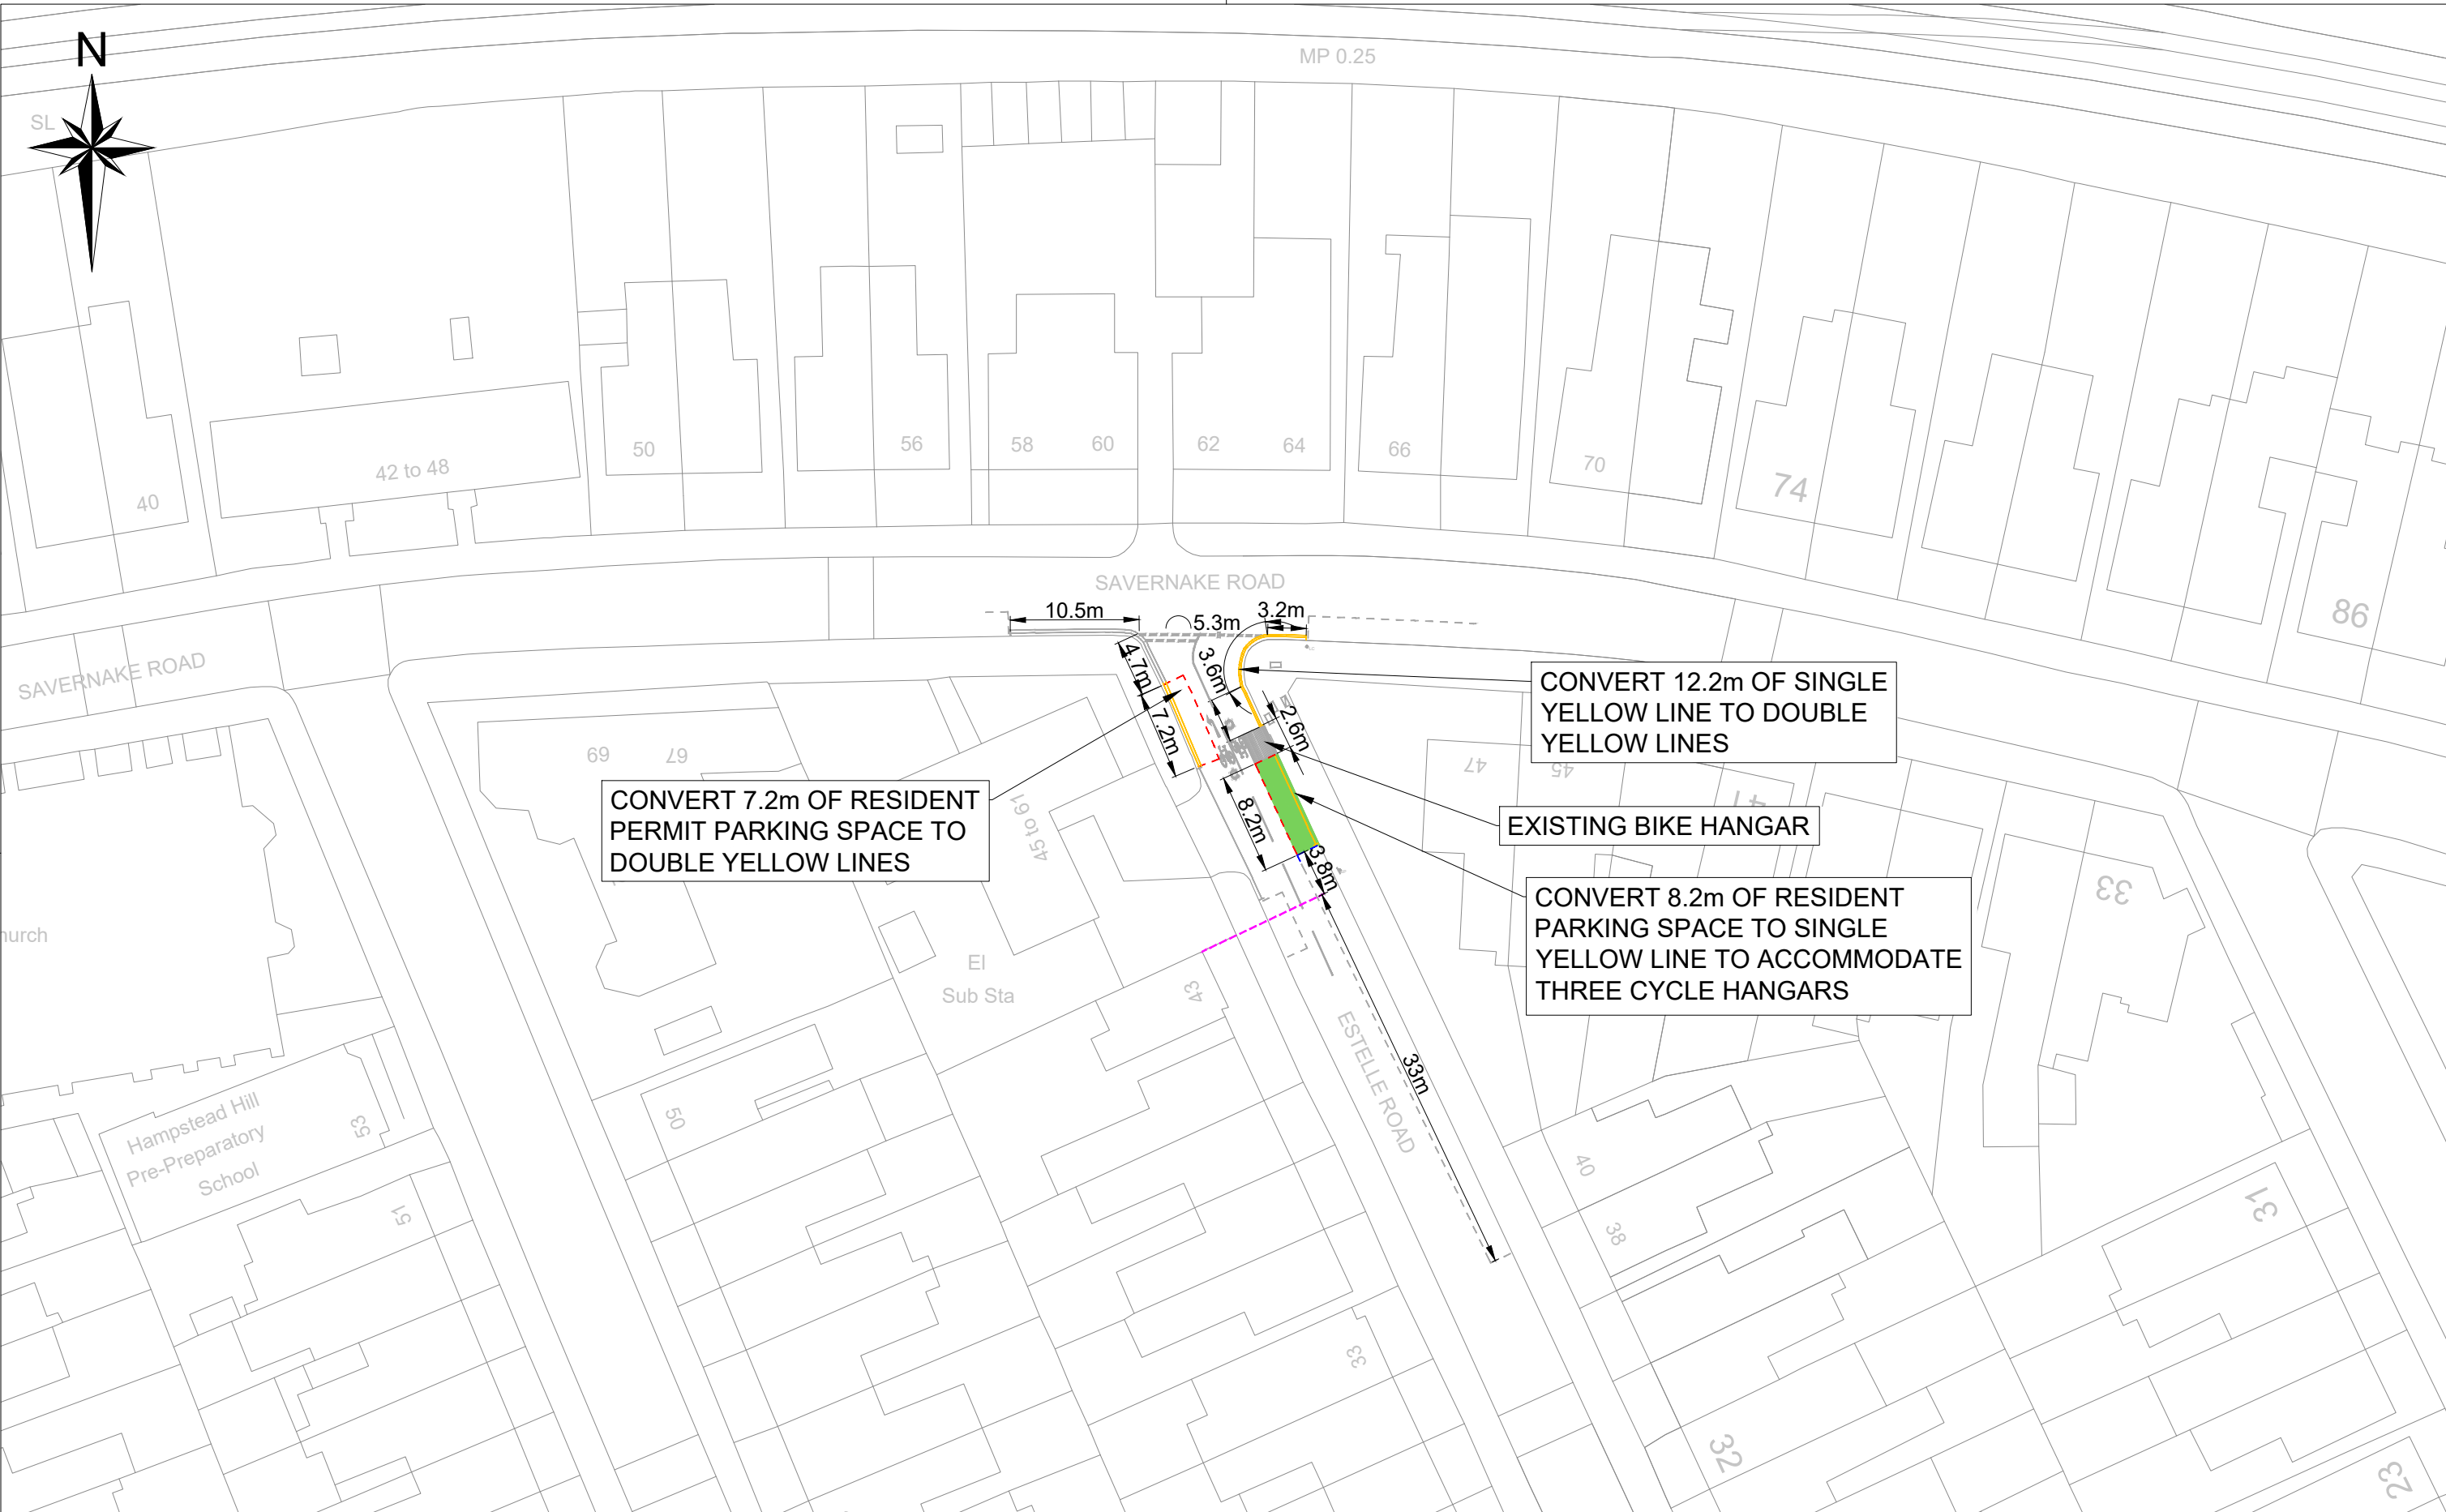 N
MP 0.25
SL
40
42 to 48
50
56
58
60
62
64
66
70
74
86
SAVERNAKE ROAD
SAVERNAKE ROAD
10.5m
5.3m
3.2m
4.7m
3.6m
7.2m
2.6m
8.2m
3.8m
33m
CONVERT 12.2m OF SINGLE
YELLOW LINE TO DOUBLE
YELLOW LINES
69
67
47
45
41
CONVERT 7.2m OF RESIDENT
PERMIT PARKING SPACE TO
DOUBLE YELLOW LINES
45 to 61
EXISTING BIKE HANGAR
CONVERT 8.2m OF RESIDENT
PARKING SPACE TO SINGLE
YELLOW LINE TO ACCOMMODATE
THREE CYCLE HANGARS
33
hurch
El
Sub Sta
43
ESTELLE ROAD
Hampstead Hill
Pre-Preparatory
School
53
50
51
40
38
31
33
32
23